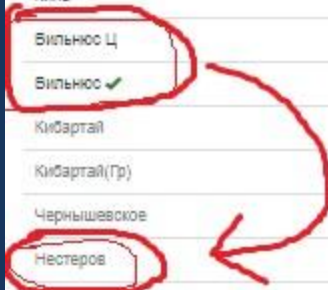 Вильнюс Ц
Вильнюс ✔
Кибартай
Кибартай(Гр)
Чернышевское
Нестеров